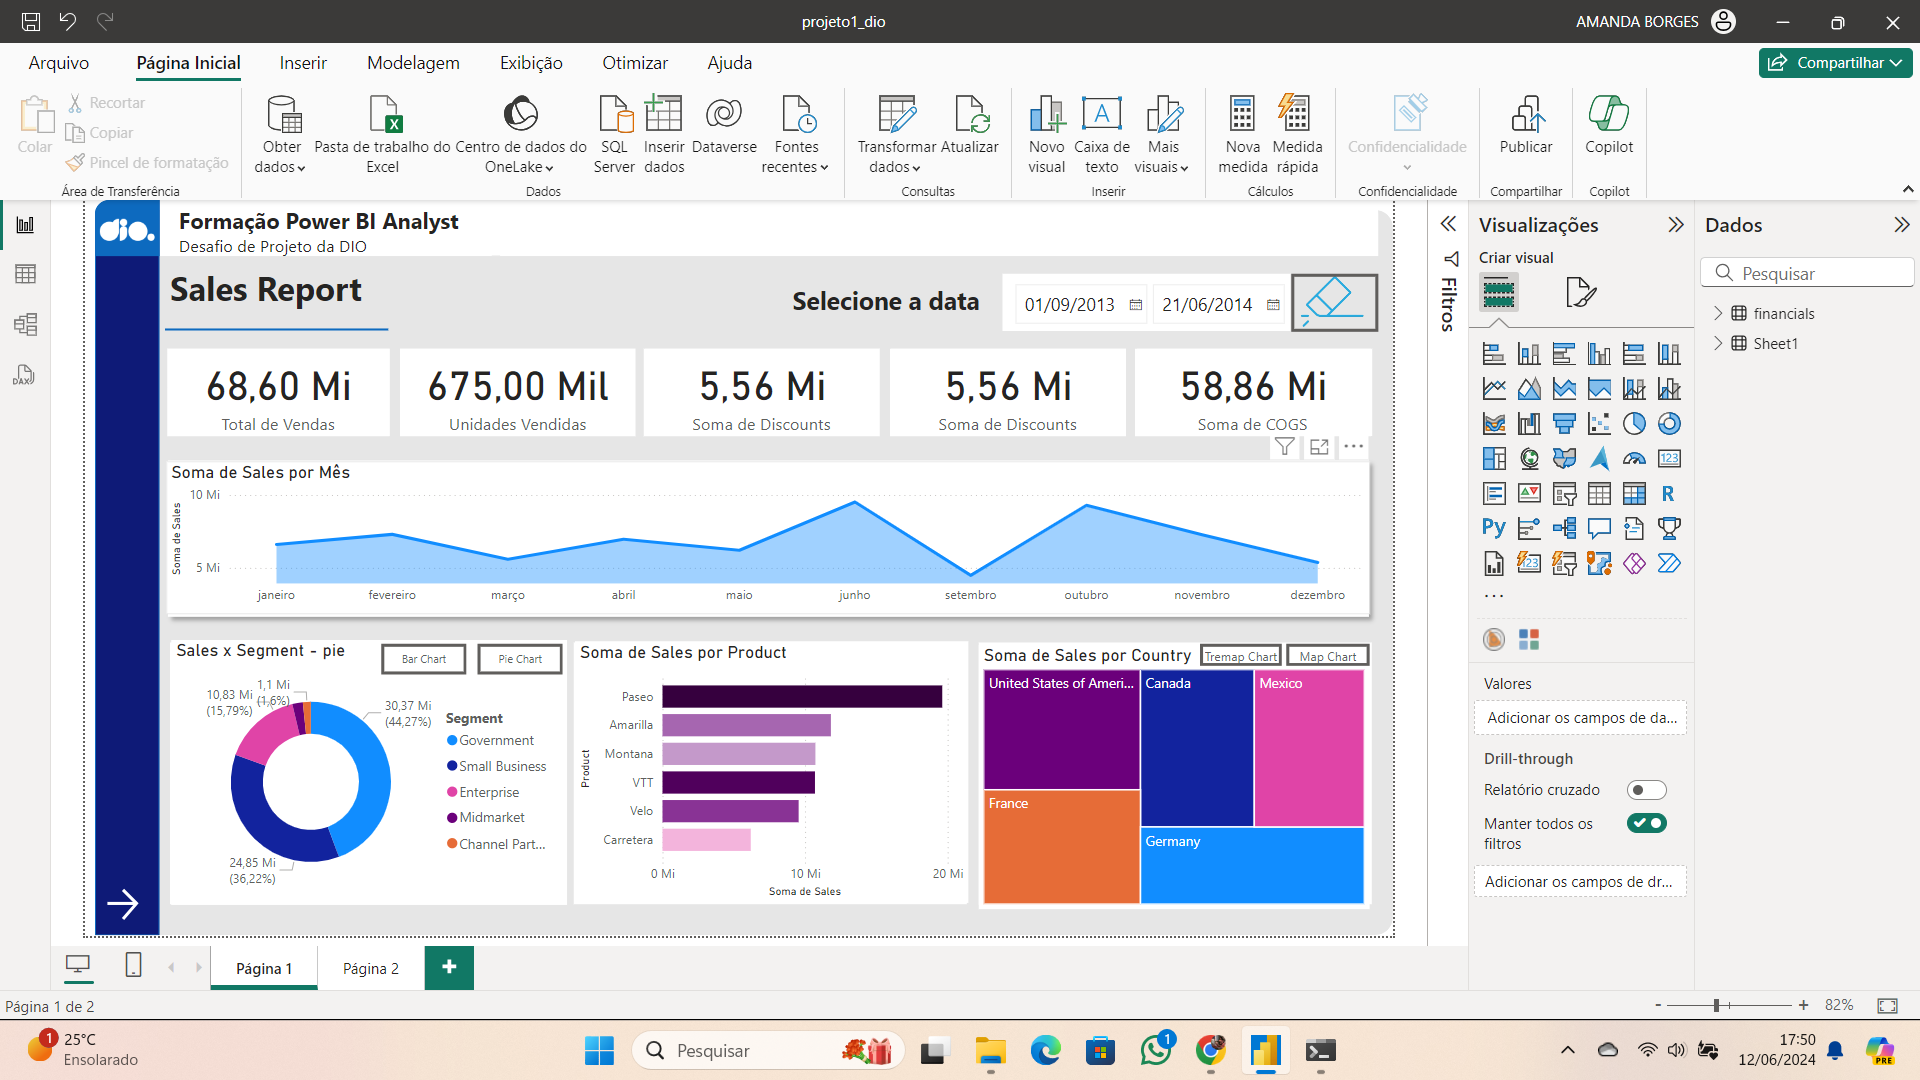 projeto1_dio
AMANDA BORGES
Arquivo
Página Inicial
Inserir
Modelagem
Exibição
Otimizar
Ajuda
Compartilhar
Colar
Recortar
Copiar
Pincel de formatação
Área de Transferência
Obter dados
Pasta de trabalho do Excel
Centro de dados do OneLake
SQL Server
Inserir dados
Dataverse
Fontes recentes
Dados
Transformar dados
Atualizar
Consultas
Novo visual
Caixa de texto
Mais visuais
Inserir
Nova medida
Medida rápida
Cálculos
Confidencialidade
Confidencialidade
Publicar
Compartilhar
Copilot
Copilot
dio.
Formação Power BI Analyst
Desafio de Projeto da DIO
Sales Report
Selecione a data
01/09/2013
21/06/2014
68,60 Mi
Total de Vendas
675,00 Mil
Unidades Vendidas
5,56 Mi
Soma de Discounts
5,56 Mi
Soma de Discounts
58,86 Mi
Soma de COGS
Soma de Sales por Mês
Soma de Sales
10 Mi
5 Mi
janeiro
fevereiro
março
abril
maio
junho
setembro
outubro
novembro
dezembro
Sales x Segment - pie
Bar Chart
Pie Chart
1,1 Mi
(1,6%)
10,83 Mi
(15,79%)
30,37 Mi
(44,27%)
24,85 Mi
(36,22%)
Segment
Government
Small Business
Enterprise
Midmarket
Channel Part...
Soma de Sales por Product
Product
Paseo
Amarilla
Montana
VTT
Velo
Carretera
0 Mi
10 Mi
20 Mi
Soma de Sales
Soma de Sales por Country
Tremap Chart
Map Chart
United States of Ameri...
Canada
Mexico
France
Germany
Filtros
Visualizações
Criar visual
123
R
Py
123
...
Valores
Adicionar os campos de da...
Drill-through
Relatório cruzado
Manter todos os filtros
Adicionar os campos de dr...
Dados
Pesquisar
financials
Sheet1
DAX
Página 1
Página 2
+
Página 1 de 2
- + 82%
1
25°C
Ensolarado
Pesquisar
1
17:50
12/06/2024
PRE